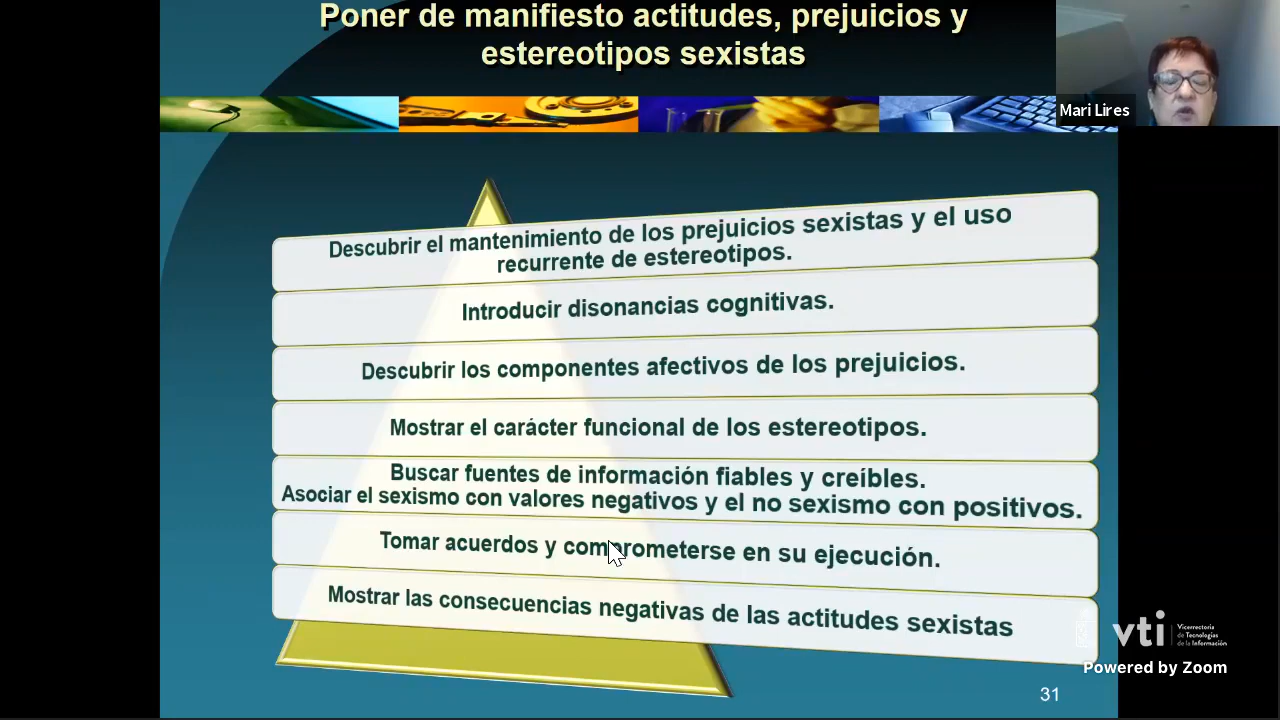 Poner de manifiesto actitudes, prejuicios y
estereotipos sexistas
Mari Lires
Descubrir el mantenimiento de los prejuicios sexistas y el uso
recurrente de estereotipos.
Introducir disonancias cognitivas.
Descubrir los componentes afectivos de los prejuicios.
Mostrar el carácter funcional de los estereotipos.
Buscar fuentes de información fiables y creíbles.
Asociar el sexismo con valores negativos y el no sexismo con positivos.
Tomar acuerdos y comprometerse en su ejecución.
Mostrar las consecuencias negativas de las actitudes sexistas
vti
Vicerrectoría
de Tecnologías
de la Información
Powered by Zoom
31